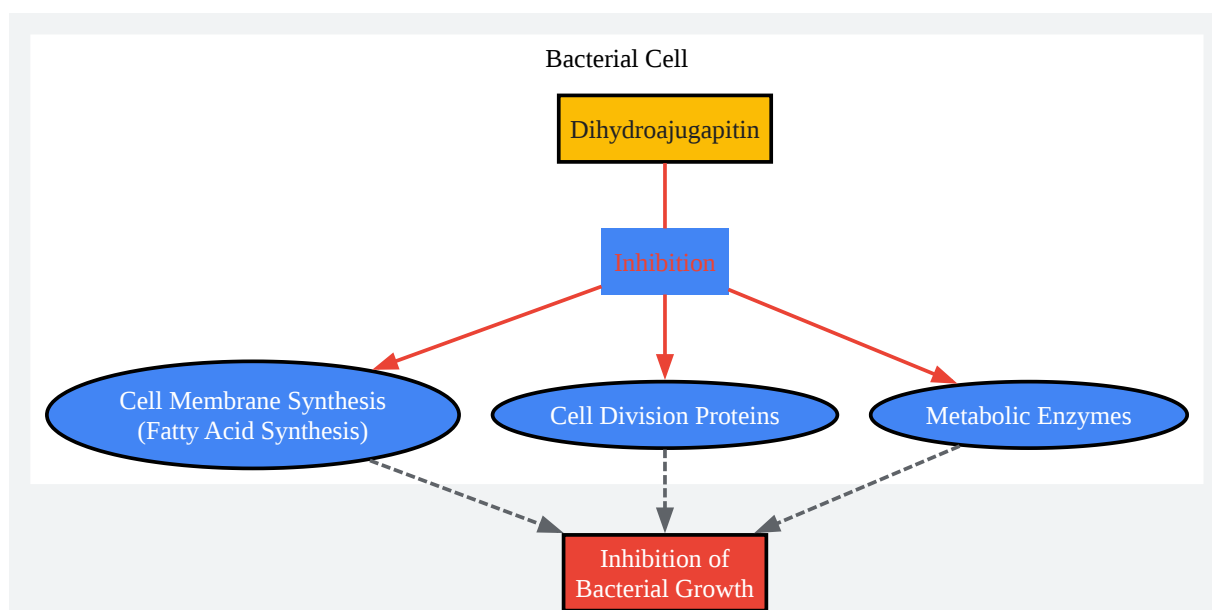 Bacterial Cell
Dihydroajugapitin
Inhibition
Cell Membrane Synthesis
(Fatty Acid Synthesis)
Cell Division Proteins
Metabolic Enzymes
Inhibition of
Bacterial Growth